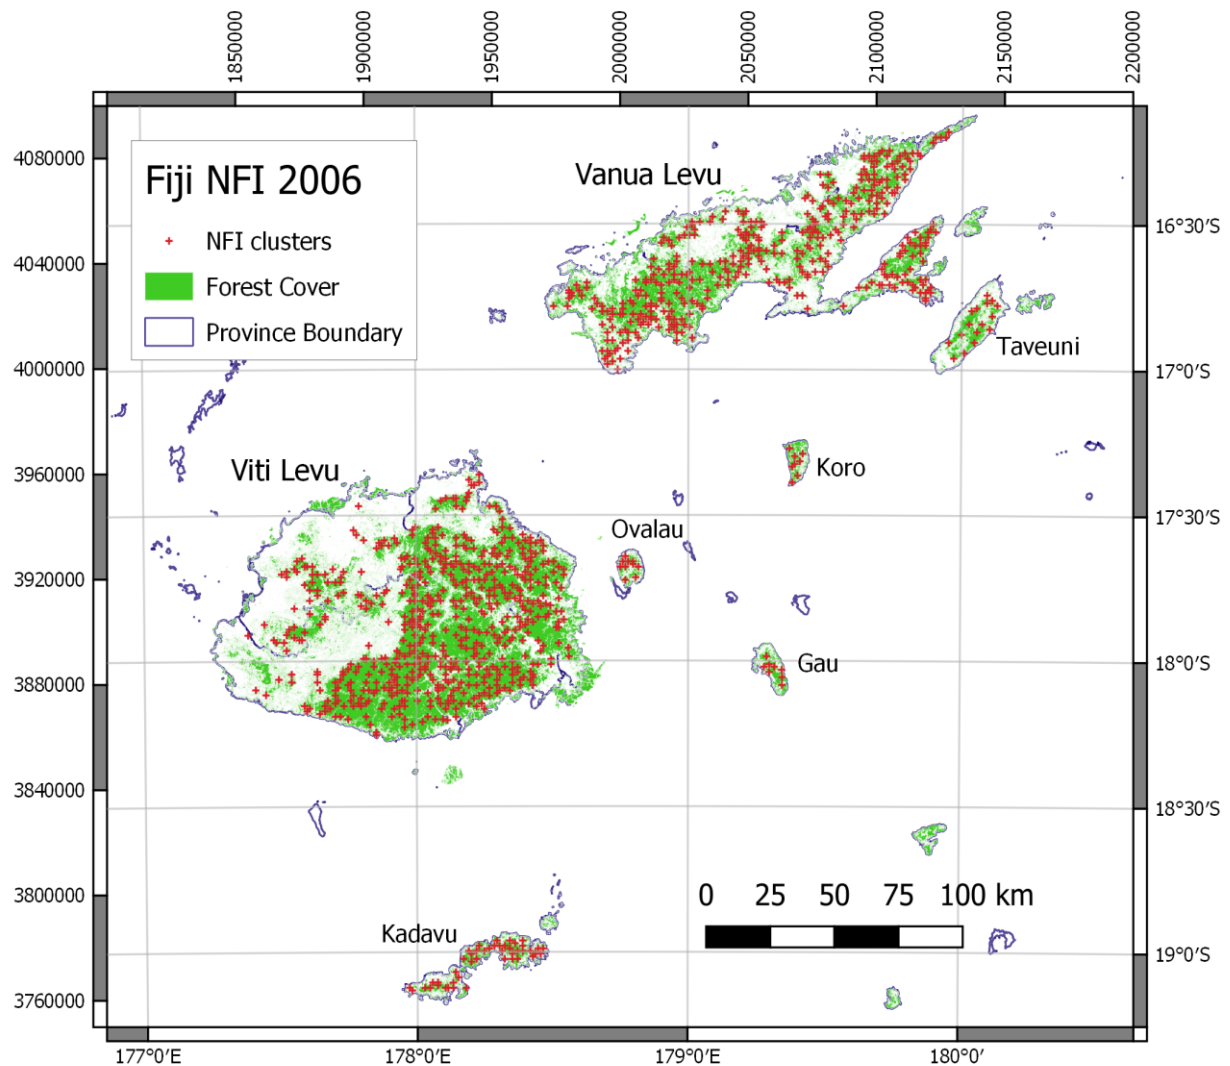 1850000 1900000 1950000 2000000 2050000 2100000 2150000 2200000
Fiji NFI 2006
NFI clusters
Forest Cover
Province Boundary
4080000
4040000
4000000
3960000
3920000
3880000
3840000
3800000
3760000
Vanua Levu
Taveuni
Viti Levu
Koro
Ovalau
Gau
Kadavu
0 25 50 75 100 km
16°30'S
17°0'S
17°30'S
18°0'S
18°30'S
19°0'S
177°0'E 178°0'E 179°0'E 180°0'